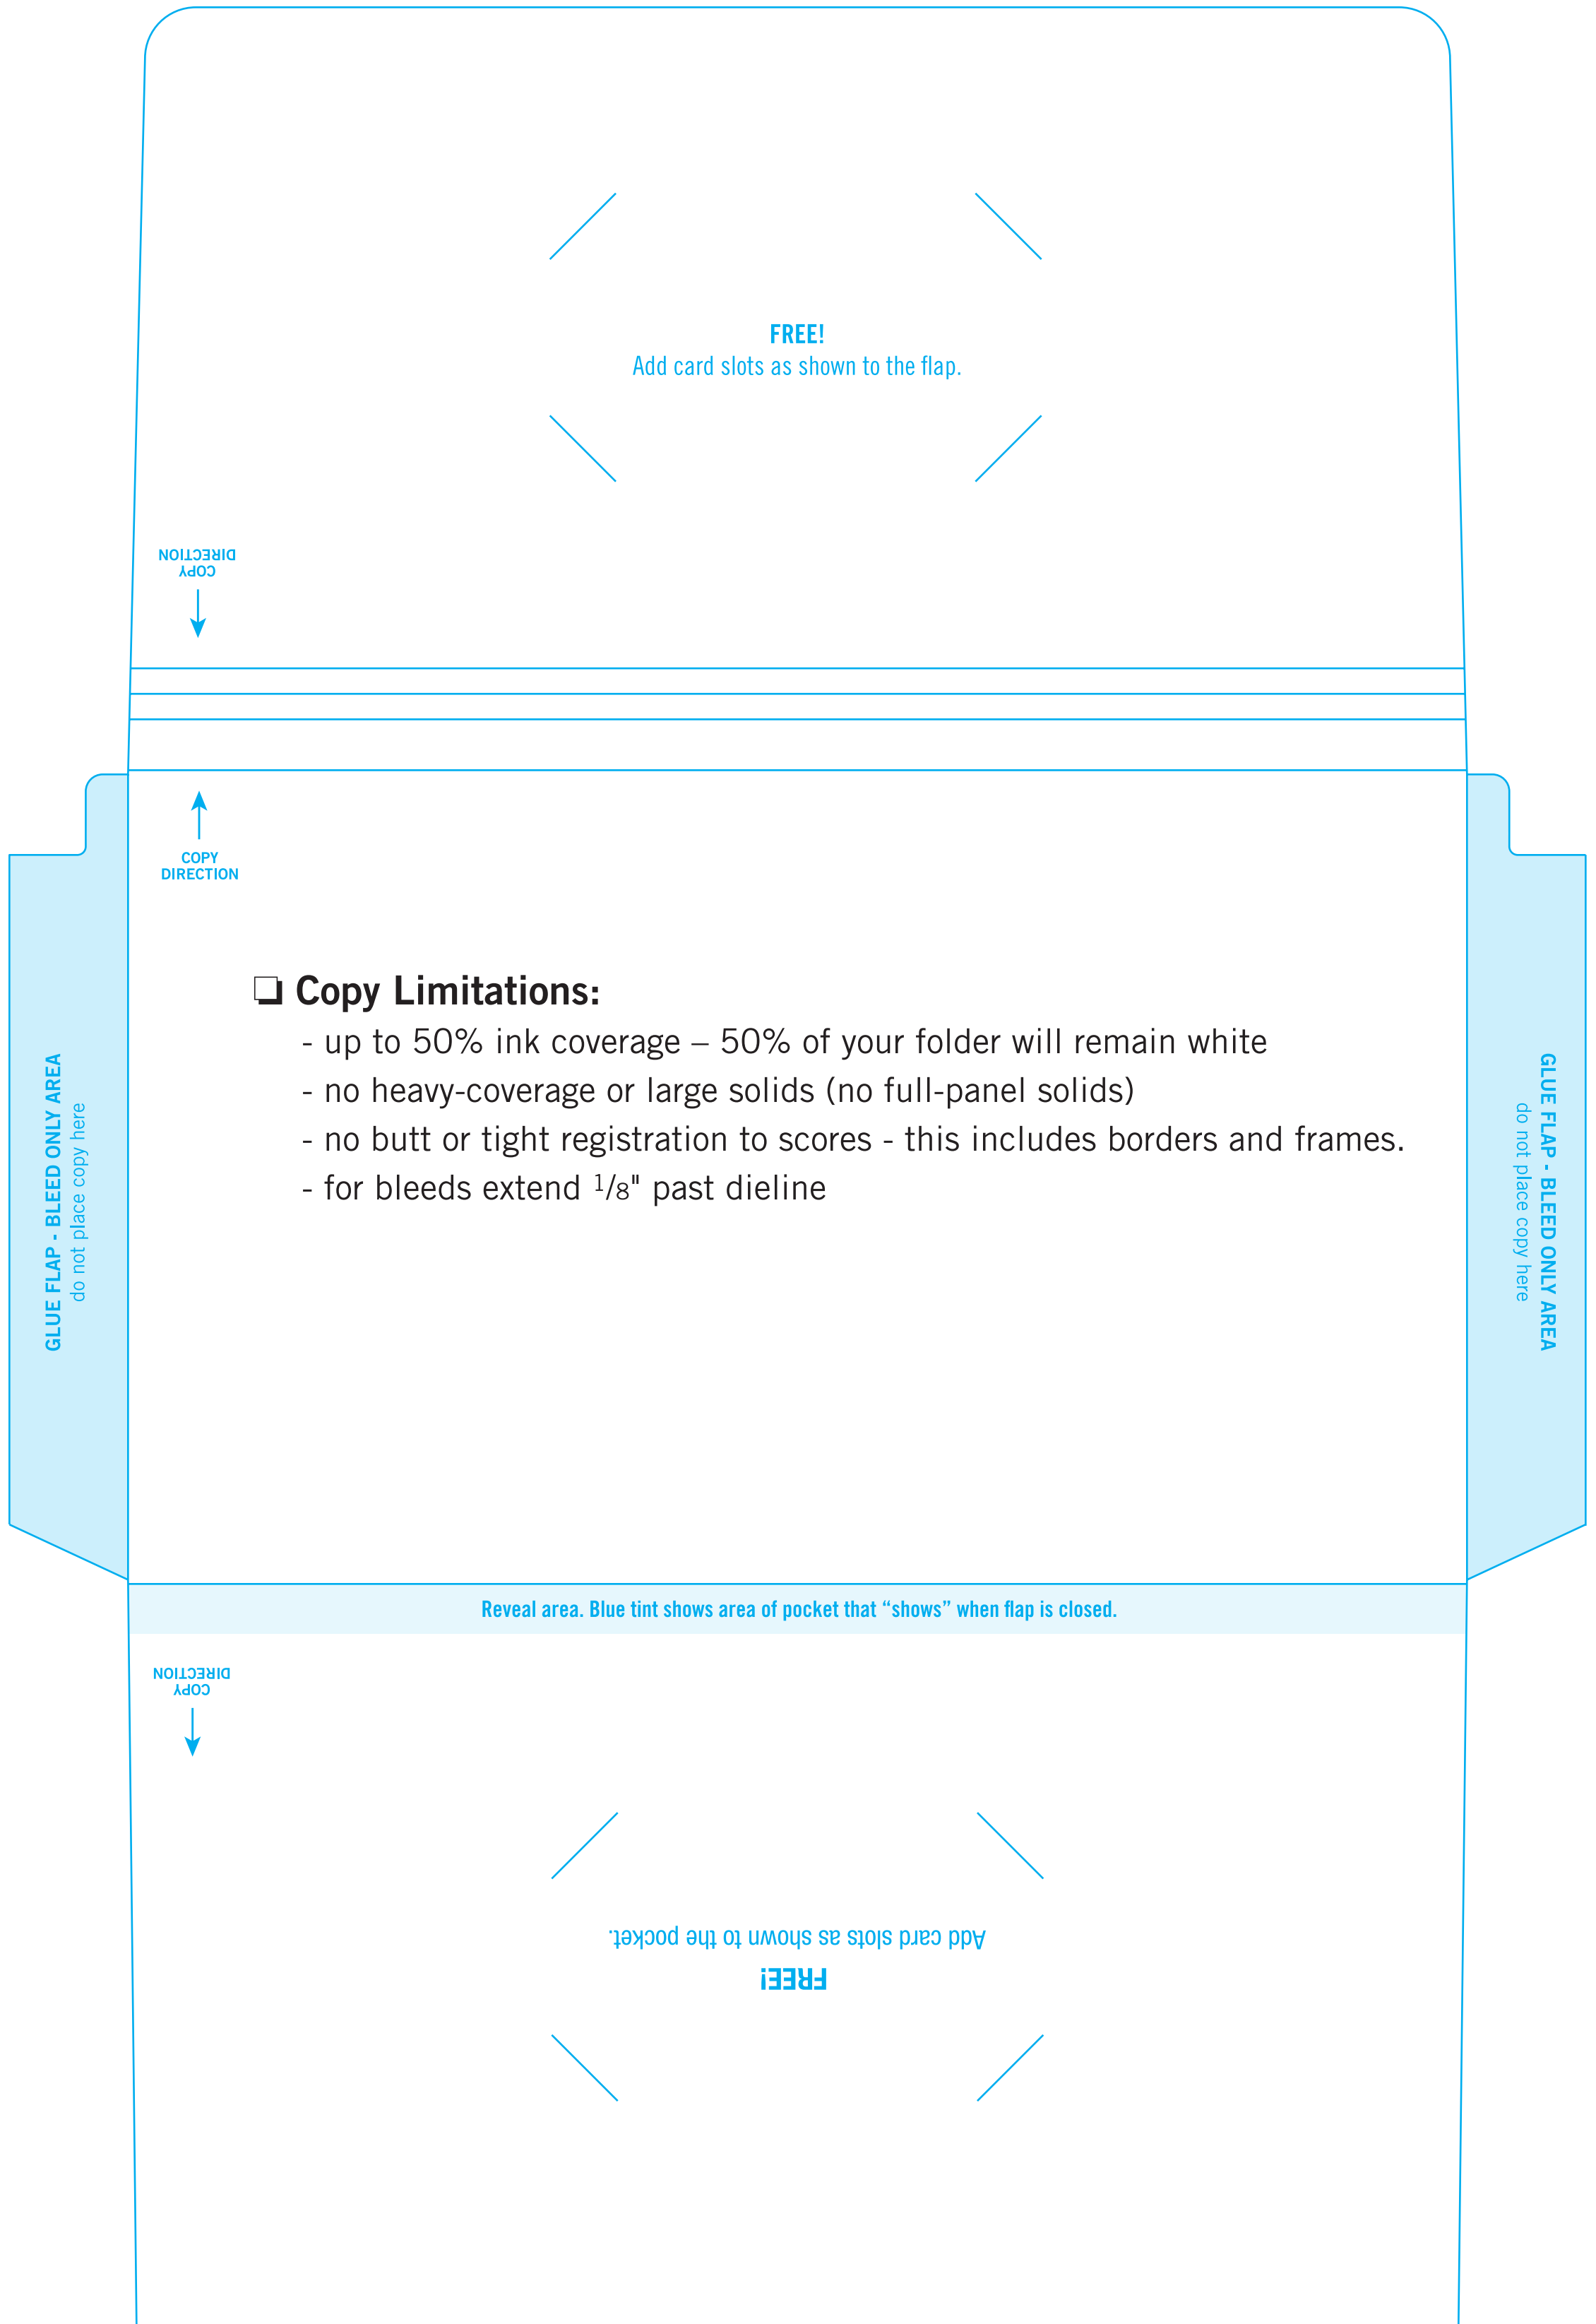 FREE!
Add card slots as shown to the flap.
COPY
DIRECTION
COPY
DIRECTION
❏ Copy Limitations:
- up to 50% ink coverage – 50% of your folder will remain white
- no heavy-coverage or large solids (no full-panel solids)
- no butt or tight registration to scores - this includes borders and frames.
- for bleeds extend 1/8" past dieline
GLUE FLAP - BLEED ONLY AREA
do not place copy here
GLUE FLAP - BLEED ONLY AREA
do not place copy here
Reveal area. Blue tint shows area of pocket that “shows” when flap is closed.
COPY
DIRECTION
FREE!
Add card slots as shown to the pocket.